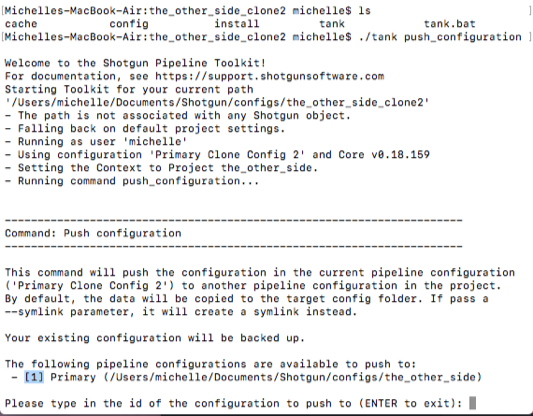 [Michelles-MacBook-Air:the_other_side_clone2 michelle$ ls ]
cache config install tank tank.bat
[Michelles-MacBook-Air:the_other_side_clone2 michelle$ ./tank push_configuration ]
Welcome to the Shotgun Pipeline Toolkit!
For documentation, see https://support.shotgunsoftware.com
Starting Toolkit for your current path
'/Users/michelle/Documents/Shotgun/configs/the_other_side_clone2'
- The path is not associated with any Shotgun object.
- Falling back on default project settings.
- Running as user 'michelle'
- Using configuration 'Primary Clone Config 2' and Core v0.18.159
- Setting the Context to Project the_other_side.
- Running command push_configuration...
----------------------------------------------------------------------
Command: Push configuration
----------------------------------------------------------------------
This command will push the configuration in the current pipeline configuration
('Primary Clone Config 2') to another pipeline configuration in the project.
By default, the data will be copied to the target config folder. If pass a
--symlink parameter, it will create a symlink instead.
Your existing configuration will be backed up.
The following pipeline configurations are available to push to:
- [1] Primary (/Users/michelle/Documents/Shotgun/configs/the_other_side)
Please type in the id of the configuration to push to (ENTER to exit):